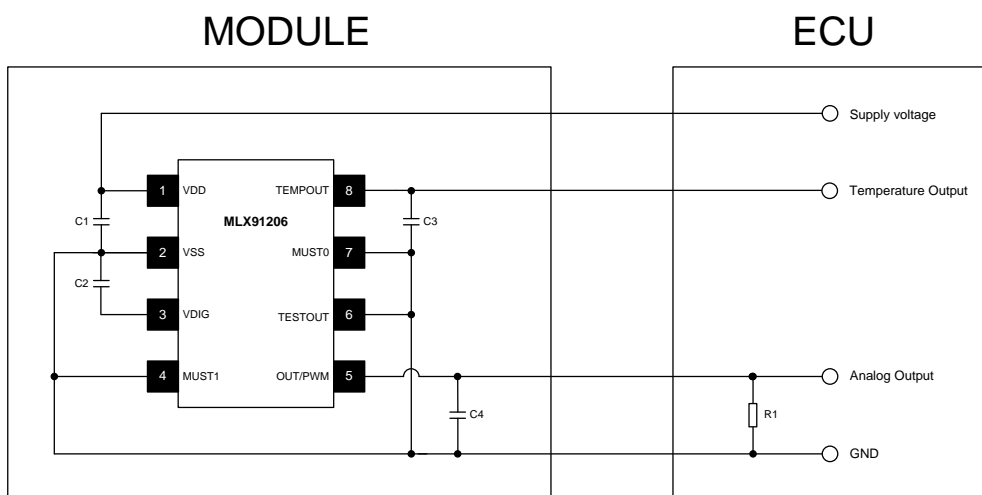 MODULE
ECU
Supply voltage
1 VDD
TEMPOUT 8
Temperature Output
C1
MLX91206
C3
2 VSS
MUST0 7
C2
3 VDIG
TESTOUT 6
4 MUST1
OUT/PWM 5
Analog Output
C4
R1
GND